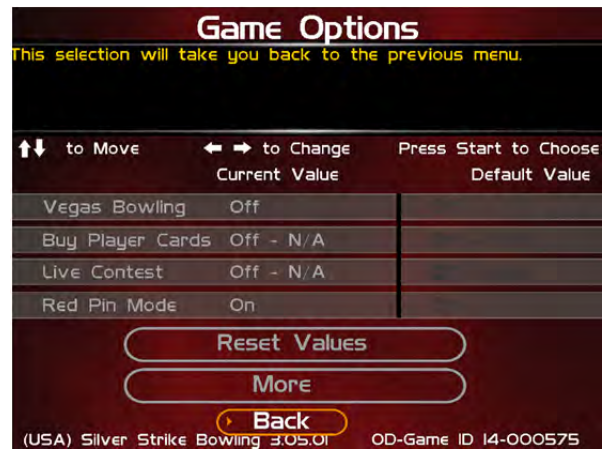 Game Options
This selection will take you back to the previous menu.
to Move to Change Press Start to Choose
Current Value Default Value
Vegas Bowling Off
Buy Player Cards Off - N/A
Live Contest Off - N/A
Red Pin Mode On
Reset Values
More
Back
(USA) Silver Strike Bowling 3.05.01 OD-Game ID 14-000575